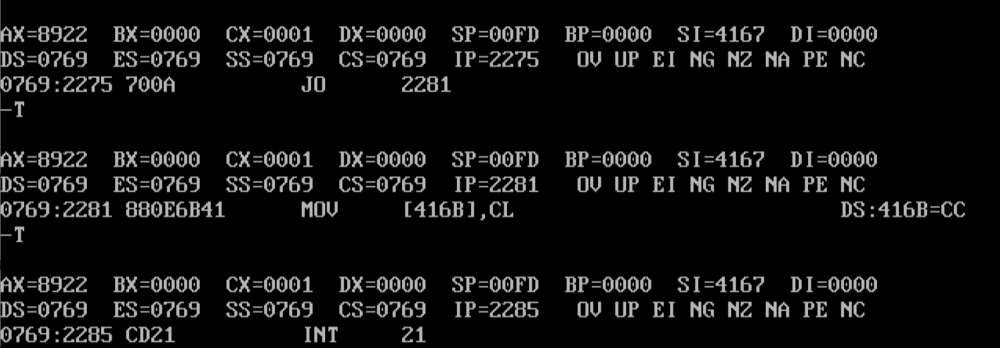 AX=8922 BX=0000 CX=0001 DX=0000 SP=00FD BP=0000 SI=4167 DI=0000
DS=0769 ES=0769 SS=0769 CS=0769 IP=2275 OV UP EI NG NZ NA PE NC
0769:2275 700A JO 2281
-T
AX=8922 BX=0000 CX=0001 DX=0000 SP=00FD BP=0000 SI=4167 DI=0000
DS=0769 ES=0769 SS=0769 CS=0769 IP=2281 OV UP EI NG NZ NA PE NC
0769:2281 880E6B41 MOV [416B],CL DS:416B=CC
-T
AX=8922 BX=0000 CX=0001 DX=0000 SP=00FD BP=0000 SI=4167 DI=0000
DS=0769 ES=0769 SS=0769 CS=0769 IP=2285 OV UP EI NG NZ NA PE NC
0769:2285 CD21 INT 21